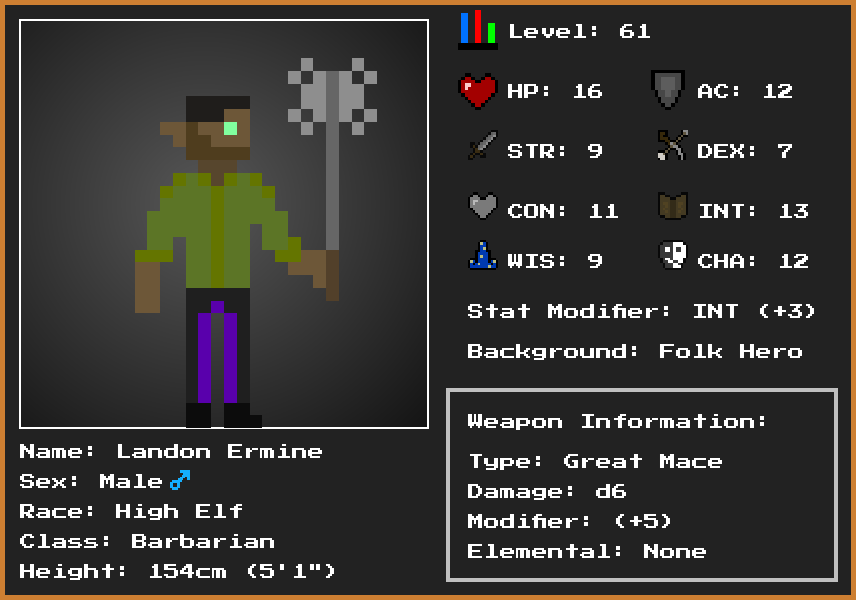 Level: 61
HP: 16
AC: 12
STR: 9
DEX: 7
CON: 11
INT: 13
WIS: 9
CHA: 12
Stat Modifier: INT (+3)
Background: Folk Hero
Weapon Information:
Type: Great Mace
Damage: d6
Modifier: (+5)
Elemental: None
Name: Landon Ermine
Sex: Male♂
Race: High Elf
Class: Barbarian
Height: 154cm (5'1")